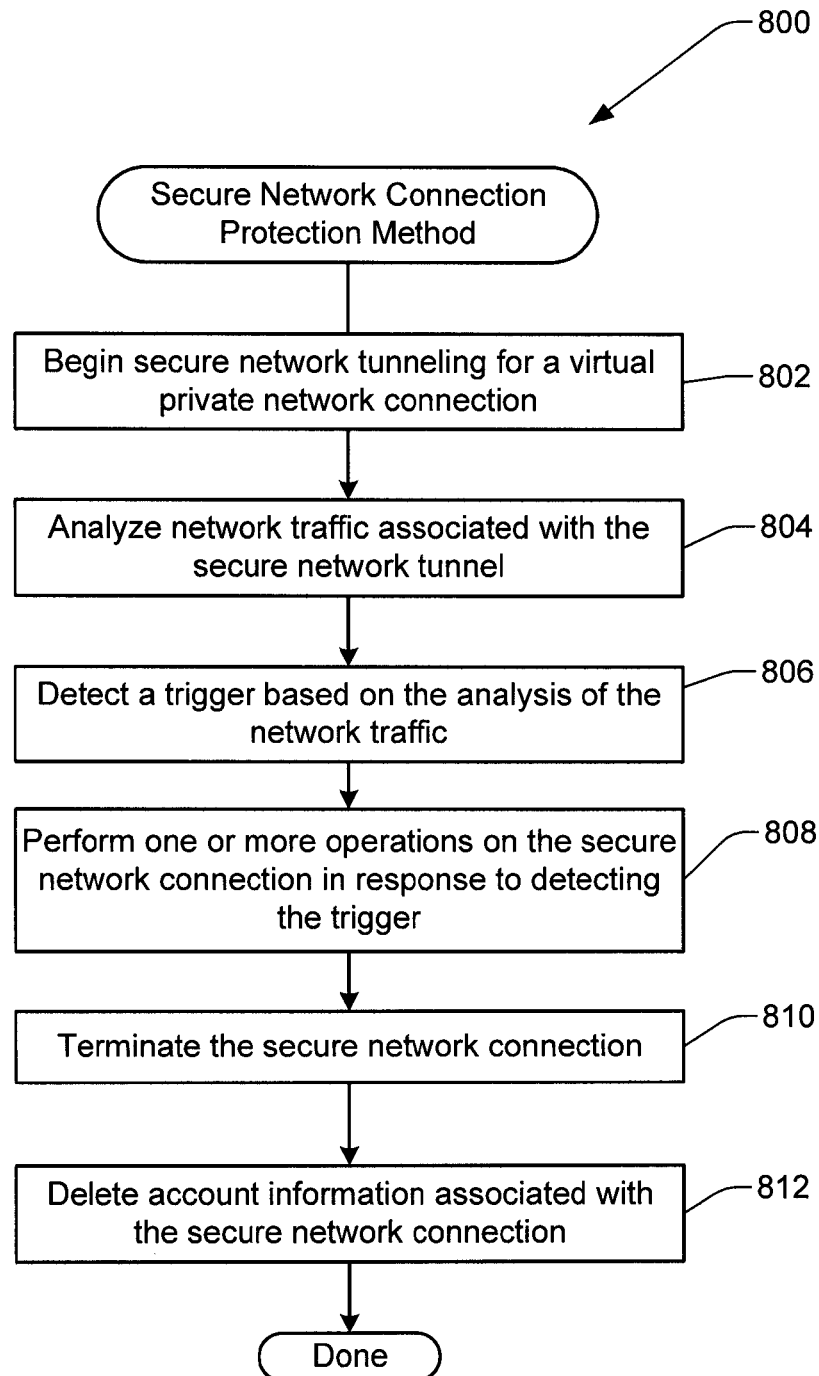 800
Secure Network Connection
Protection Method
Begin secure network tunneling for a virtual
private network connection
802
Analyze network traffic associated with the
secure network tunnel
804
Detect a trigger based on the analysis of the
network traffic
806
Perform one or more operations on the secure
network connection in response to detecting
the trigger
808
Terminate the secure network connection
810
Delete account information associated with
the secure network connection
812
Done